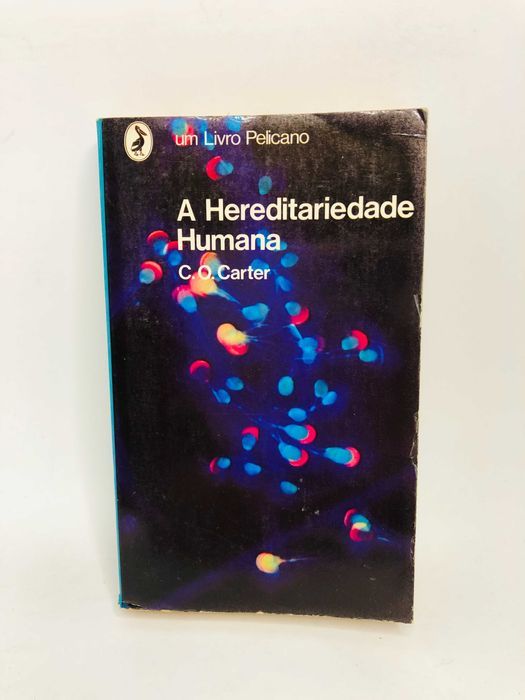 um Livro Pelicano
A Hereditariedade
Humana
C. O. Carter